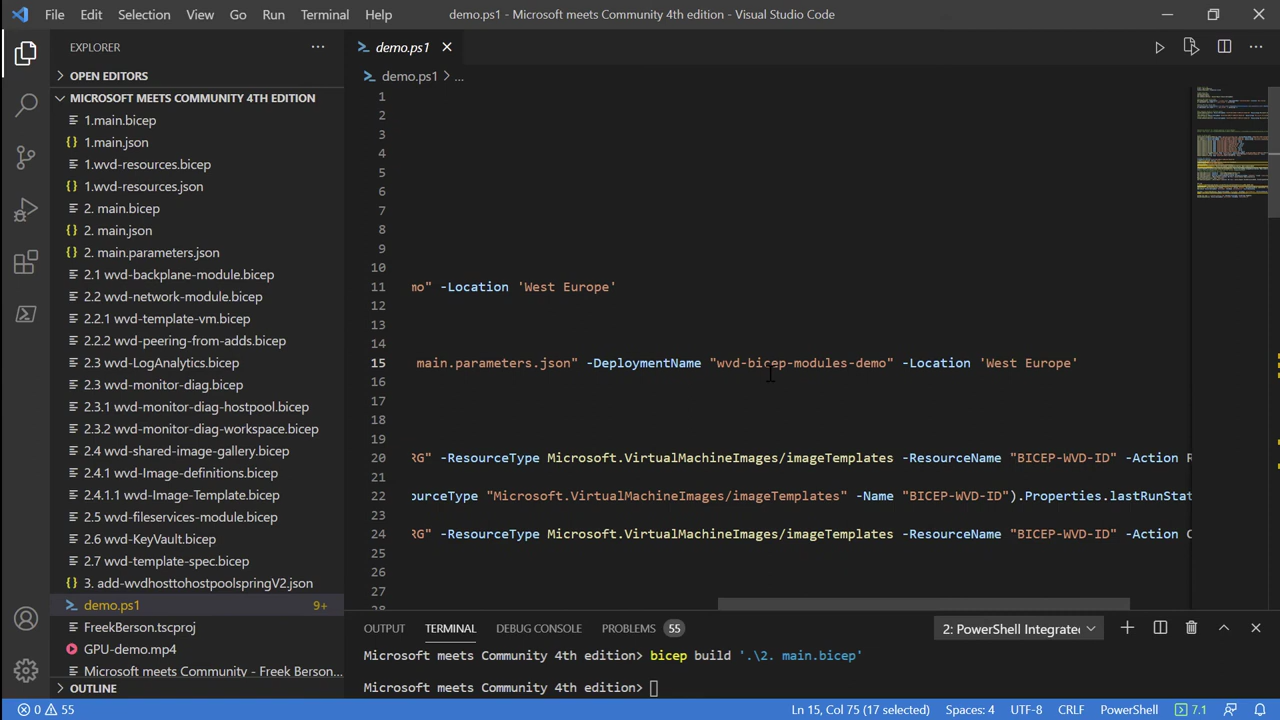 File Edit Selection View Go Run Terminal Help demo.ps1 - Microsoft meets Community 4th edition - Visual Studio Code
EXPLORER
OPEN EDITORS
MICROSOFT MEETS COMMUNITY 4TH EDITION
1.main.bicep
1.main.json
1.wvd-resources.bicep
1.wvd-resources.json
2. main.bicep
2. main.json
2. main.parameters.json
2.1 wvd-backplane-module.bicep
2.2 wvd-network-module.bicep
2.2.1 wvd-template-vm.bicep
2.2.2 wvd-peering-from-adds.bicep
2.3 wvd-LogAnalytics.bicep
2.3 wvd-monitor-diag.bicep
2.3.1 wvd-monitor-diag-hostpool.bicep
2.3.2 wvd-monitor-diag-workspace.bicep
2.4 wvd-shared-image-gallery.bicep
2.4.1 wvd-Image-definitions.bicep
2.4.1.1 wvd-Image-Template.bicep
2.5 wvd-fileservices-module.bicep
2.6 wvd-KeyVault.bicep
2.7 wvd-template-spec.bicep
3. add-wvdhosttohostpoolspringV2.json
demo.ps1 9+
FreekBerson.tscproj
GPU-demo.mp4
Microsoft meets Community - Freek Berson...
OUTLINE
demo.ps1
demo.ps1 > ...
1
2
3
4
5
6
7
8
9
10
11 mo" -Location 'West Europe'
12
13
14
15 main.parameters.json" -DeploymentName "wvd-bicep-modules-demo" -Location 'West Europe'
16
17
18
19
20 RG" -ResourceType Microsoft.VirtualMachineImages/imageTemplates -ResourceName "BICEP-WVD-ID" -Action R
21
22 ourceType "Microsoft.VirtualMachineImages/imageTemplates" -Name "BICEP-WVD-ID").Properties.lastRunStat
23
24 RG" -ResourceType Microsoft.VirtualMachineImages/imageTemplates -ResourceName "BICEP-WVD-ID" -Action C
25
26
27
28
OUTPUT TERMINAL DEBUG CONSOLE PROBLEMS 55 2: PowerShell Integrate
Microsoft meets Community 4th edition> bicep build '.\2. main.bicep'
Microsoft meets Community 4th edition>
0 55 Ln 15, Col 75 (17 selected) Spaces: 4 UTF-8 CRLF PowerShell 7.1